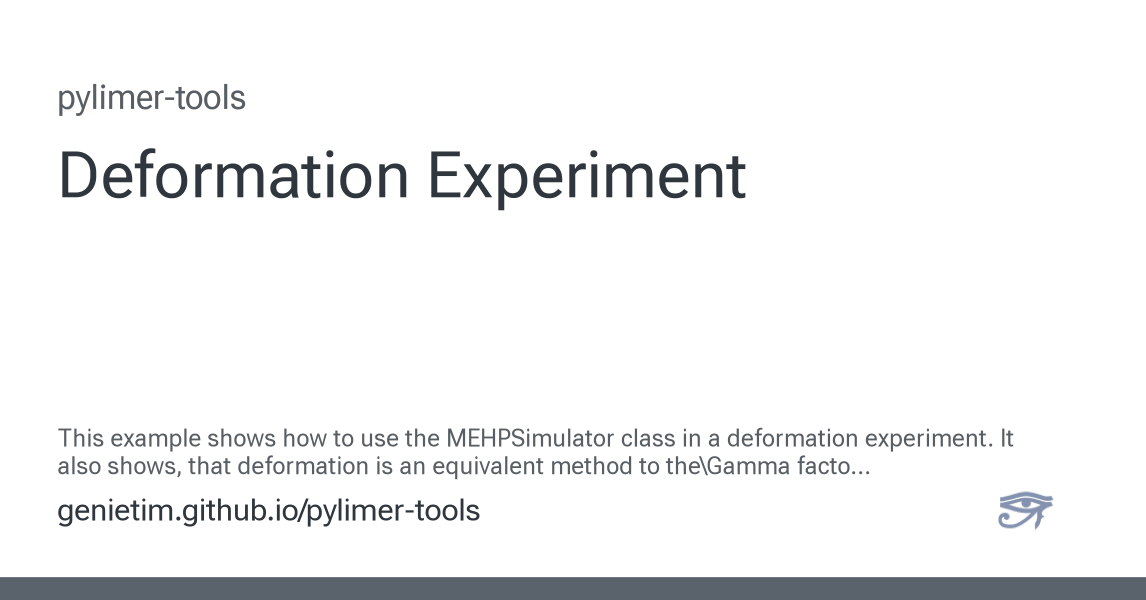 pylimer-tools
Deformation Experiment
This example shows how to use the MEHPSimulator class in a deformation experiment. It
also shows, that deformation is an equivalent method to the\Gamma facto...
genietim.github.io/pylimer-tools